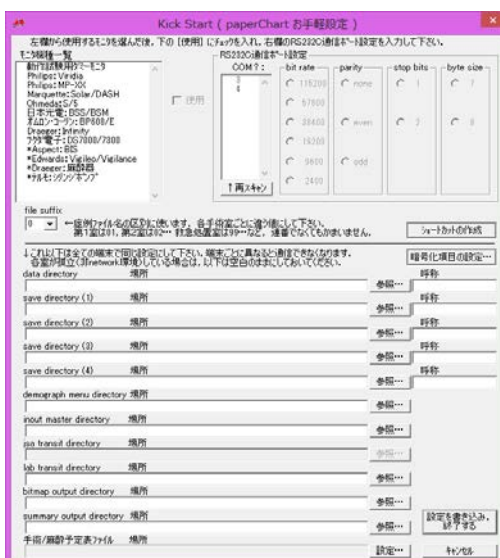 Kick Start ( paperChart お手軽設定 )
左欄から使用するモニタを選んだ後、下の [使用] にチェックを入れ、右欄のRS232C通信ポート設定を入力して下さい。
モニタ機種一覧
動作試験用ダミーモニタ
Philips: Viridia
Philips: MP-XX
Marquette: Solar/DASH
Ohmeda: S/5
日本光電: BSS/BSM
オムロン・コーリン: BP608/E
Draeger: Infinity
フクダ電子: DS7000/7300
*Aspect: BIS
*Edwards: Vigileo/Vigilance
*Draeger: 麻酔器
*テルモ: シリンジポンプ
使用
RS232C通信ポート設定
COM?:
3
4
↑再スキャン
bit rate
115200
57600
38400
19200
9600
2400
parity
none
even
odd
stop bits
1
2
byte size
7
8
file suffix
0
←症例ファイル名の区別に使います。各手術室ごとに違う値にして下さい。
第1室は01、第2室は02… 救急処置室は99…など。連番でなくてもかまいません。
ショートカットの作成
↓これ以下は全ての端末で同じ設定にして下さい。端末ごとに異なると通信できなくなります。
各室が孤立(非network環境)している場合は、以下は空白のままにしておいてください。
暗号化項目の設定…
data directory 場所 呼称
参照…
save directory (1) 場所 呼称
参照…
save directory (2) 場所 呼称
参照…
save directory (3) 場所 呼称
参照…
save directory (4) 場所 呼称
参照…
demograph menu directory 場所
参照…
inout master directory 場所
参照…
usa transit directory 場所
参照…
lab transit directory 場所
参照…
bitmap output directory 場所
参照…
summary output directory 場所
参照…
設定を書き込み、
終了する
手術/麻酔予定表ファイル 場所
設定…
キャンセル